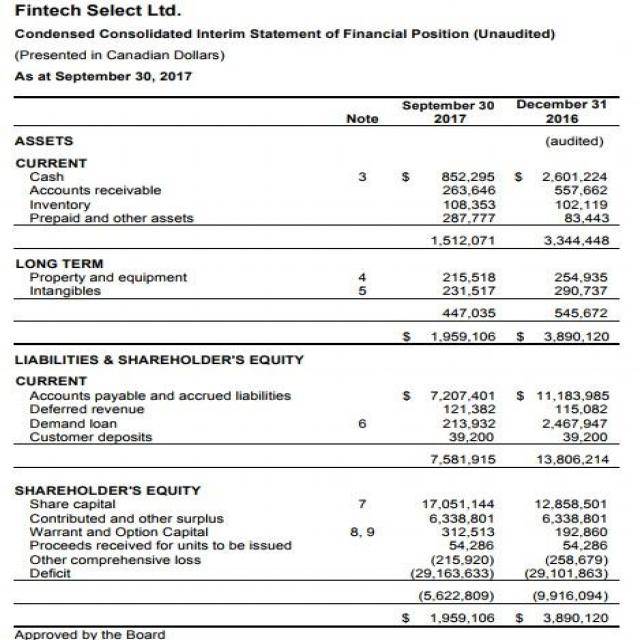 Fintech Select Ltd.
Condensed Consolidated Interim Statement of Financial Position (Unaudited)
(Presented in Canadian Dollars)
As at September 30, 2017
September 30 December 31
Note 2017 2016
ASSETS (audited)
CURRENT
Cash 3 $ 852,295 $ 2,601,224
Accounts receivable 263,646 557,662
Inventory 108,353 102,119
Prepaid and other assets 287,777 83,443
1,512,071 3,344,448
LONG TERM
Property and equipment 4 215,518 254,935
Intangibles 5 231,517 290,737
447,035 545,672
$ 1,959,106 $ 3,890,120
LIABILITIES & SHAREHOLDER'S EQUITY
CURRENT
Accounts payable and accrued liabilities $ 7,207,401 $ 11,183,985
Deferred revenue 121,382 115,082
Demand loan 6 213,932 2,467,947
Customer deposits 39,200 39,200
7,581,915 13,806,214
SHAREHOLDER'S EQUITY
Share capital 7 17,051,144 12,858,501
Contributed and other surplus 6,338,801 6,338,801
Warrant and Option Capital 8, 9 312,513 192,860
Proceeds received for units to be issued 54,286 54,286
Other comprehensive loss (215,920) (258,679)
Deficit (29,163,633) (29,101,863)
(5,622,809) (9,916,094)
$ 1,959,106 $ 3,890,120
Approved by the Board